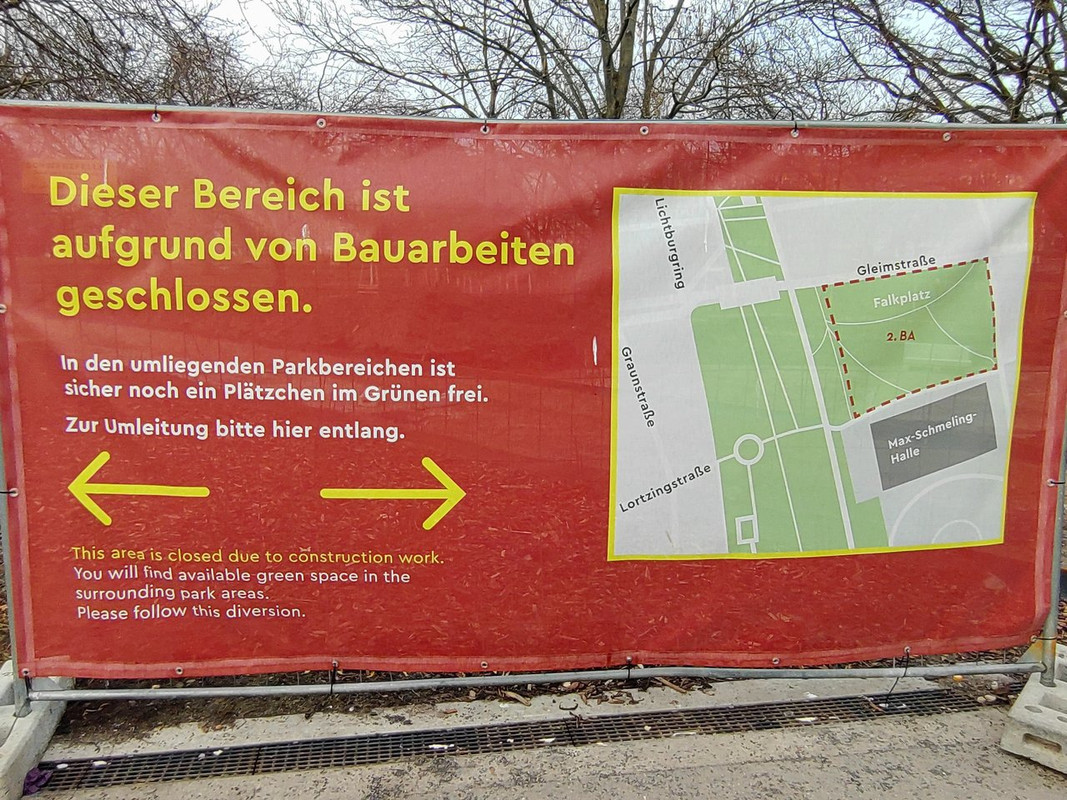 Dieser Bereich ist
aufgrund von Bauarbeiten
geschlossen.
In den umliegenden Parkbereichen ist
sicher noch ein Plätzchen im Grünen frei.
Zur Umleitung bitte hier entlang.
This area is closed due to construction work.
You will find available green space in the
surrounding park areas.
Please follow this diversion.
Lichtburgring
Gleimstraße
Falkplatz
2. BA
Graunstraße
Max-Schmeling-
Halle
Lortzingstraße